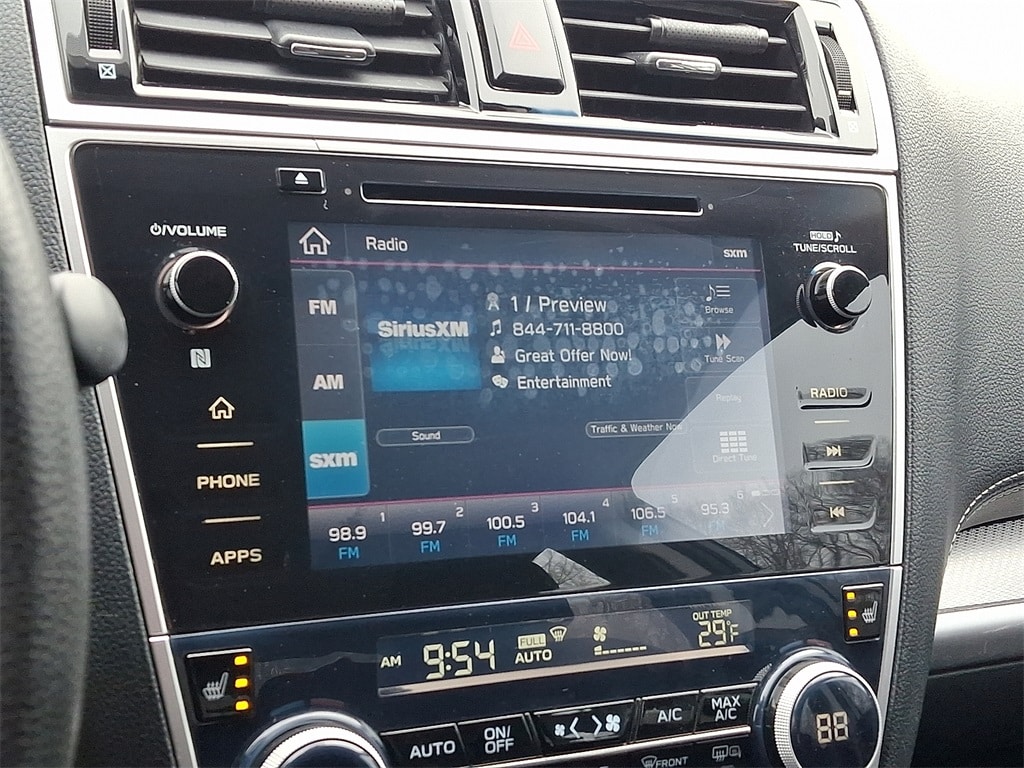 ⏻/VOLUME
HOLD ♪
TUNE/SCROLL
Radio
sxm
FM
AM
sxm
SiriusXM
1 / Preview
844-711-8800
Great Offer Now!
Entertainment
Browse
Tune Scan
Replay
Direct Tune
Sound
Traffic & Weather Now
1 2 3 4 5 6
98.9 99.7 100.5 104.1 106.5 95.3
FM FM FM FM FM FM
N
PHONE
APPS
RADIO
AM 9:54
FULL
AUTO
OUT TEMP
29°F
AUTO
ON/
OFF
A/C
MAX
A/C
FRONT
88